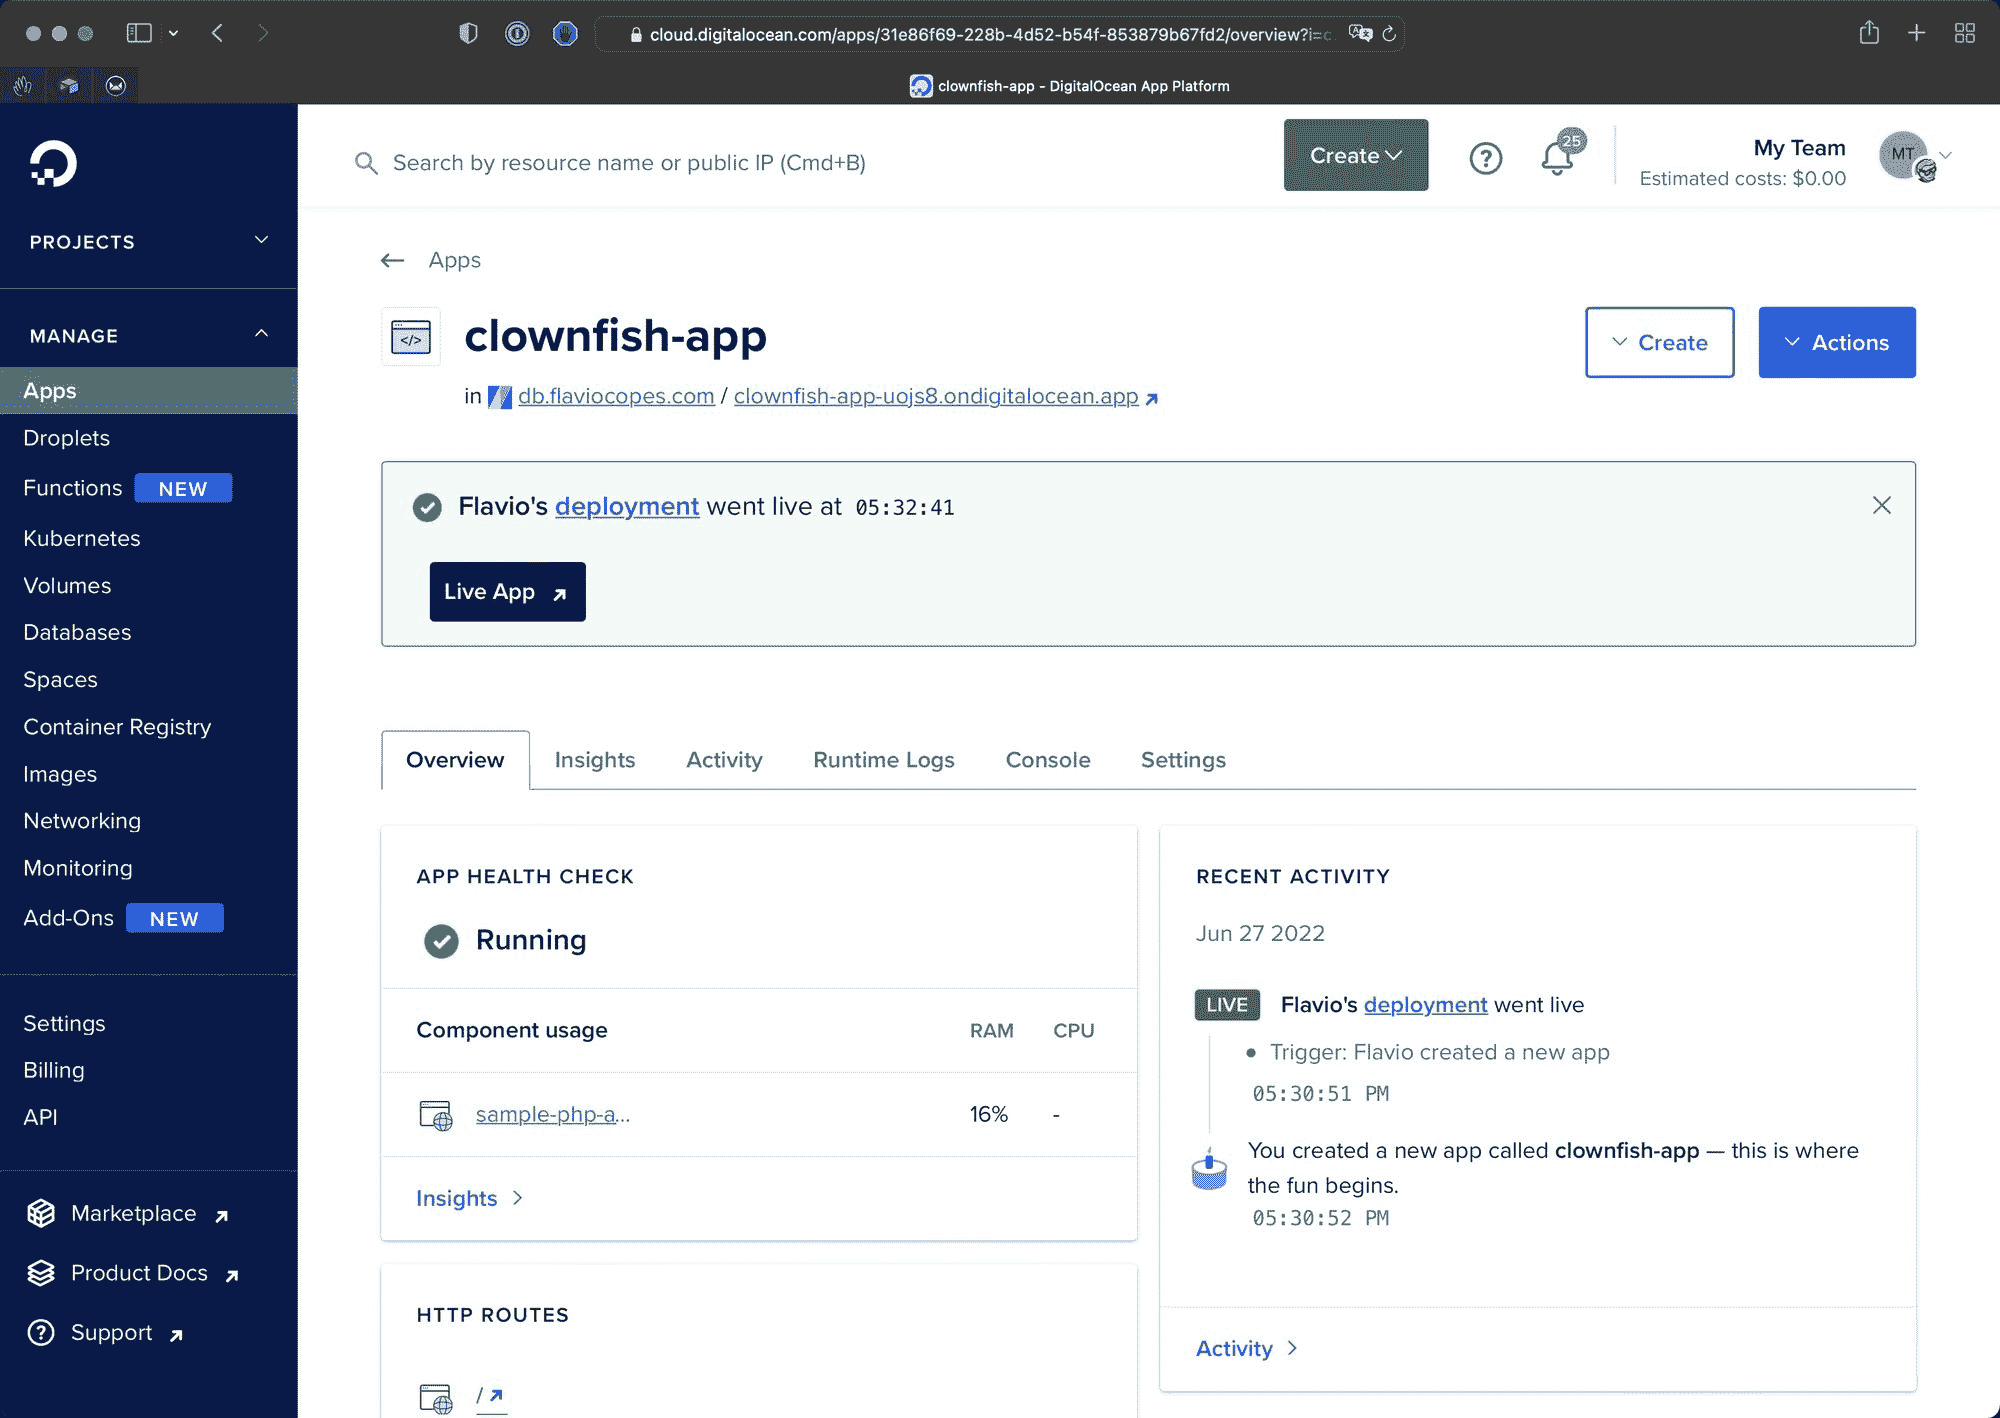 cloud.digitalocean.com/apps/31e86f69-228b-4d52-b54f-853879b67fd2/overview?i=c
clownfish-app - DigitalOcean App Platform
Search by resource name or public IP (Cmd+B)
Create
25
My Team
Estimated costs: $0.00
MT
PROJECTS
MANAGE
Apps
Droplets
Functions NEW
Kubernetes
Volumes
Databases
Spaces
Container Registry
Images
Networking
Monitoring
Add-Ons NEW
Settings
Billing
API
Marketplace
Product Docs
Support
Apps
clownfish-app
in db.flaviocopes.com / clownfish-app-uojs8.ondigitalocean.app
Create
Actions
Flavio's deployment went live at 05:32:41
Live App
Overview Insights Activity Runtime Logs Console Settings
APP HEALTH CHECK
Running
Component usage RAM CPU
sample-php-a... 16% -
Insights
HTTP ROUTES
/
RECENT ACTIVITY
Jun 27 2022
LIVE Flavio's deployment went live
• Trigger: Flavio created a new app
05:30:51 PM
You created a new app called clownfish-app — this is where
the fun begins.
05:30:52 PM
Activity